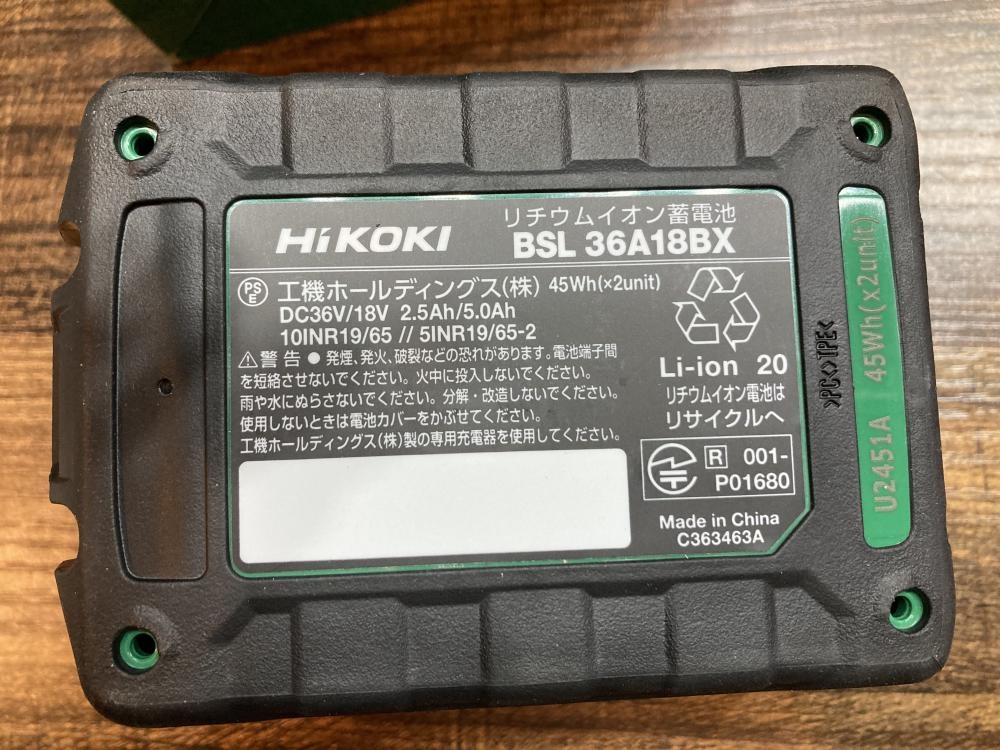 リチウムイオン蓄電池
HiKOKI BSL 36A18BX
PSE 工機ホールディングス(株) 45Wh(×2unit)
DC36V/18V 2.5Ah/5.0Ah
10INR19/65 // 5INR19/65-2
⚠警告 ● 発煙、発火、破裂などの恐れがあります。電池端子間
を短絡させないでください。火中に投入しないでください。
雨や水にぬらさないでください。分解・改造しないでください。
使用しないときは電池カバーをかぶせてください。
工機ホールディングス(株)製の専用充電器を使用してください。
Li-ion 20
リチウムイオン電池は
リサイクルへ
R 001-
P01680
Made in China
C363463A
>PC<>TPE<
U2451A 45Wh(x2unit)